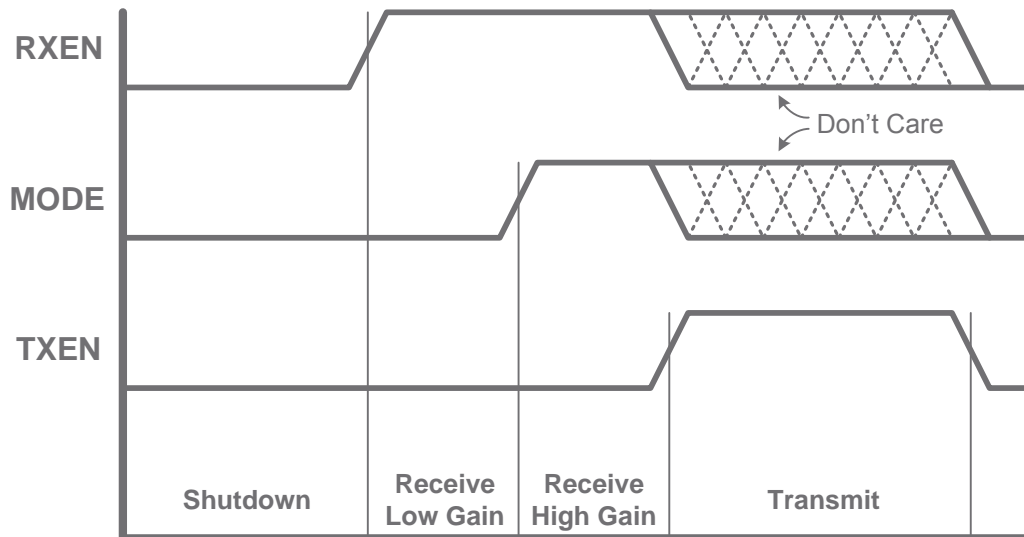 RXEN
Don't Care
MODE
TXEN
Shutdown
Receive
Low Gain
Receive
High Gain
Transmit